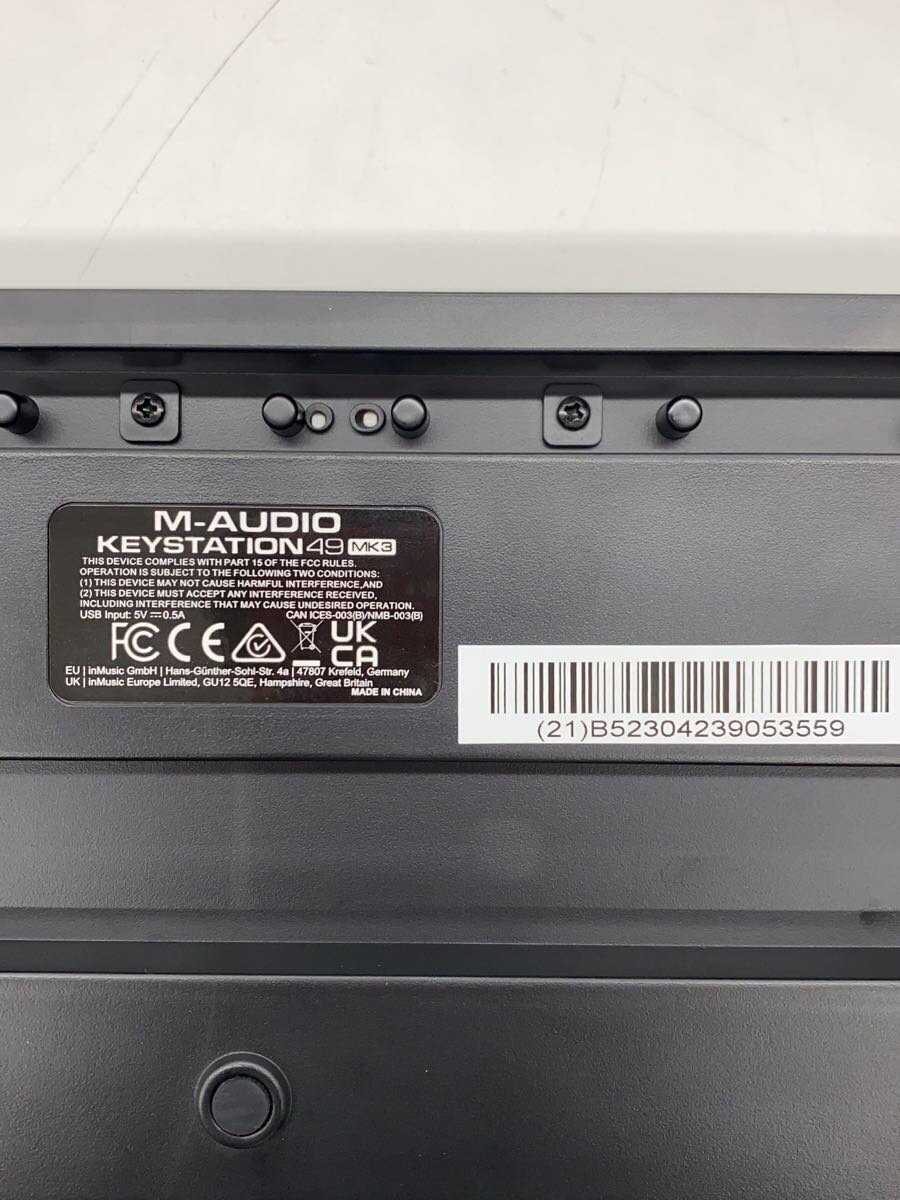 M-AUDIO
KEYSTATION 49 MK3
THIS DEVICE COMPLIES WITH PART 15 OF THE FCC RULES.
OPERATION IS SUBJECT TO THE FOLLOWING TWO CONDITIONS:
(1) THIS DEVICE MAY NOT CAUSE HARMFUL INTERFERENCE,AND
(2) THIS DEVICE MUST ACCEPT ANY INTERFERENCE RECEIVED,
INCLUDING INTERFERENCE THAT MAY CAUSE UNDESIRED OPERATION.
USB Input: 5V ⎓ 0.5A CAN ICES-003(B)/NMB-003(B)
FC CE UK CA
EU | inMusic GmbH | Hans-Günther-Sohl-Str. 4a | 47807 Krefeld, Germany
UK | inMusic Europe Limited, GU12 5QE, Hampshire, Great Britain
MADE IN CHINA
(21)B52304239053559